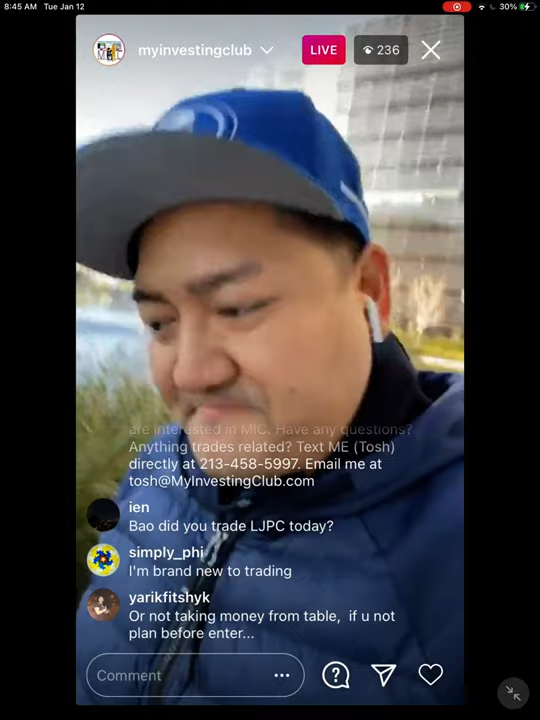 8:45 AM Tue Jan 12
30%
myinvestingclub
LIVE
236
are interested in MIC. Have any questions?
Anything trades related? Text ME (Tosh)
directly at 213-458-5997. Email me at
tosh@MyInvestingClub.com
ien
Bao did you trade LJPC today?
simply_phi
I'm brand new to trading
yarikfitshyk
Or not taking money from table, if u not
plan before enter...
Comment